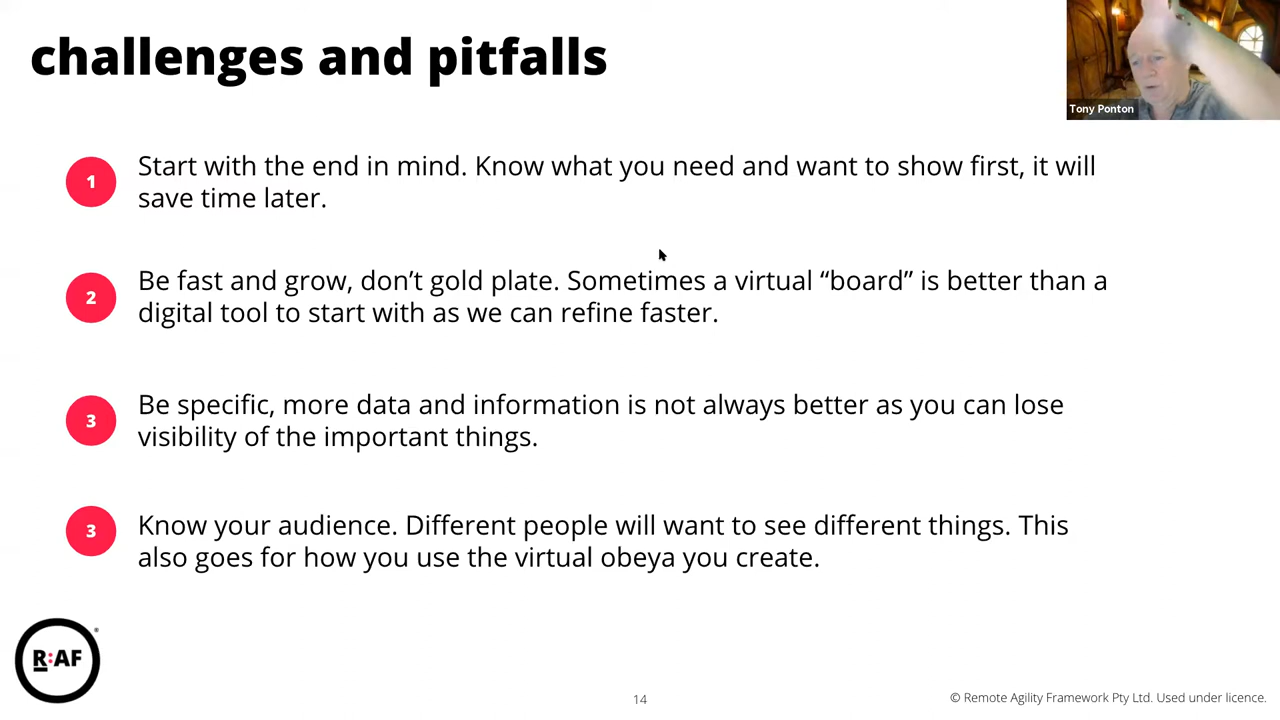 challenges and pitfalls
Tony Ponton
1
Start with the end in mind. Know what you need and want to show first, it will
save time later.
2
Be fast and grow, don’t gold plate. Sometimes a virtual “board” is better than a
digital tool to start with as we can refine faster.
3
Be specific, more data and information is not always better as you can lose
visibility of the important things.
3
Know your audience. Different people will want to see different things. This
also goes for how you use the virtual obeya you create.
R:AF®
14
© Remote Agility Framework Pty Ltd. Used under licence.